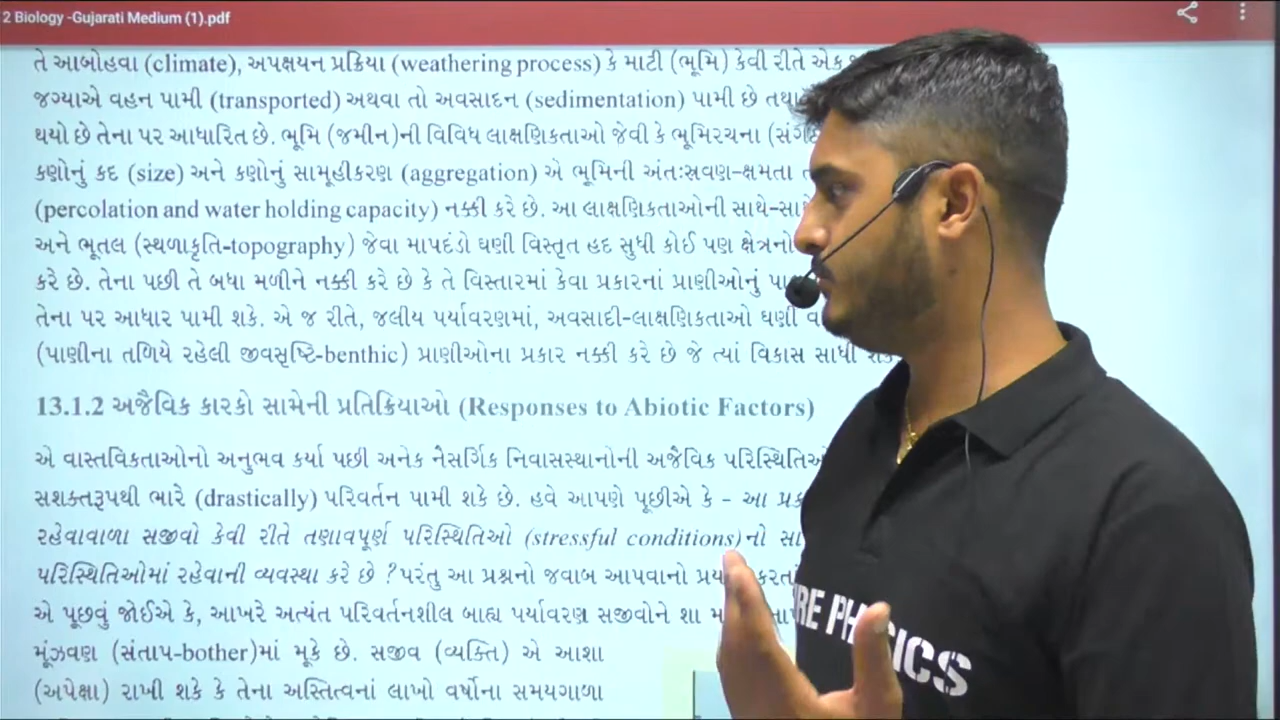 2 Biology -Gujarati Medium (1).pdf
તે આબોહવા (climate), અપક્ષયન પ્રક્રિયા (weathering process) કે માટી (ભૂમિ) કેવી રીતે એક
જગ્યાએ વહન પામી (transported) અથવા તો અવસાદન (sedimentation) પામી છે તથા
થયો છે તેના પર આધારિત છે. ભૂમિ (જમીન)ની વિવિધ લાક્ષણિકતાઓ જેવી કે ભૂમિરચના
કણોનું કદ (size) અને કણોનું સામૂહીકરણ (aggregation) એ ભૂમિની અંતઃસ્રવણ-ક્ષમતા
(percolation and water holding capacity) નક્કી કરે છે. આ લાક્ષણિકતાઓની સાથે-સાથે
અને ભૂતલ (સ્થળાકૃતિ-topography) જેવા માપદંડો ઘણી વિસ્તૃત હદ સુધી કોઈ પણ ક્ષેત્રનો
કરે છે. તેના પછી તે બધા મળીને નક્કી કરે છે કે તે વિસ્તારમાં કેવા પ્રકારનાં પ્રાણીઓનું
તેના પર આધાર પામી શકે. એ જ રીતે, જલીય પર્યાવરણમાં, અવસાદી-લાક્ષણિકતાઓ ઘણી
(પાણીના તળિયે રહેલી જીવસૃષ્ટિ-benthic) પ્રાણીઓના પ્રકાર નક્કી કરે છે જે ત્યાં વિકાસ સાધી શકે
13.1.2 અજૈવિક કારકો સામેની પ્રતિક્રિયાઓ (Responses to Abiotic Factors)
એ વાસ્તવિકતાઓનો અનુભવ કર્યા પછી અનેક નૈસર્ગિક નિવાસસ્થાનોની અજૈવિક
સશક્તરૂપથી ભારે (drastically) પરિવર્તન પામી શકે છે. હવે આપણે પૂછીએ કે - આ
રહેવાવાળા સજીવો કેવી રીતે તણાવપૂર્ણ પરિસ્થિતિઓ (stressful conditions)નો
પરિસ્થિતિઓમાં રહેવાની વ્યવસ્થા કરે છે ? પરંતુ આ પ્રશ્નનો જવાબ આપવાનો
એ પૂછવું જોઈએ કે, આખરે અત્યંત પરિવર્તનશીલ બાહ્ય પર્યાવરણ સજીવોને શા
મૂંઝવણ (સંતાપ-bother)માં મૂકે છે. સજીવ (વ્યક્તિ) એ આશા
(અપેક્ષા) રાખી શકે કે તેના અસ્તિત્વનાં લાખો વર્ષોના સમયગાળા